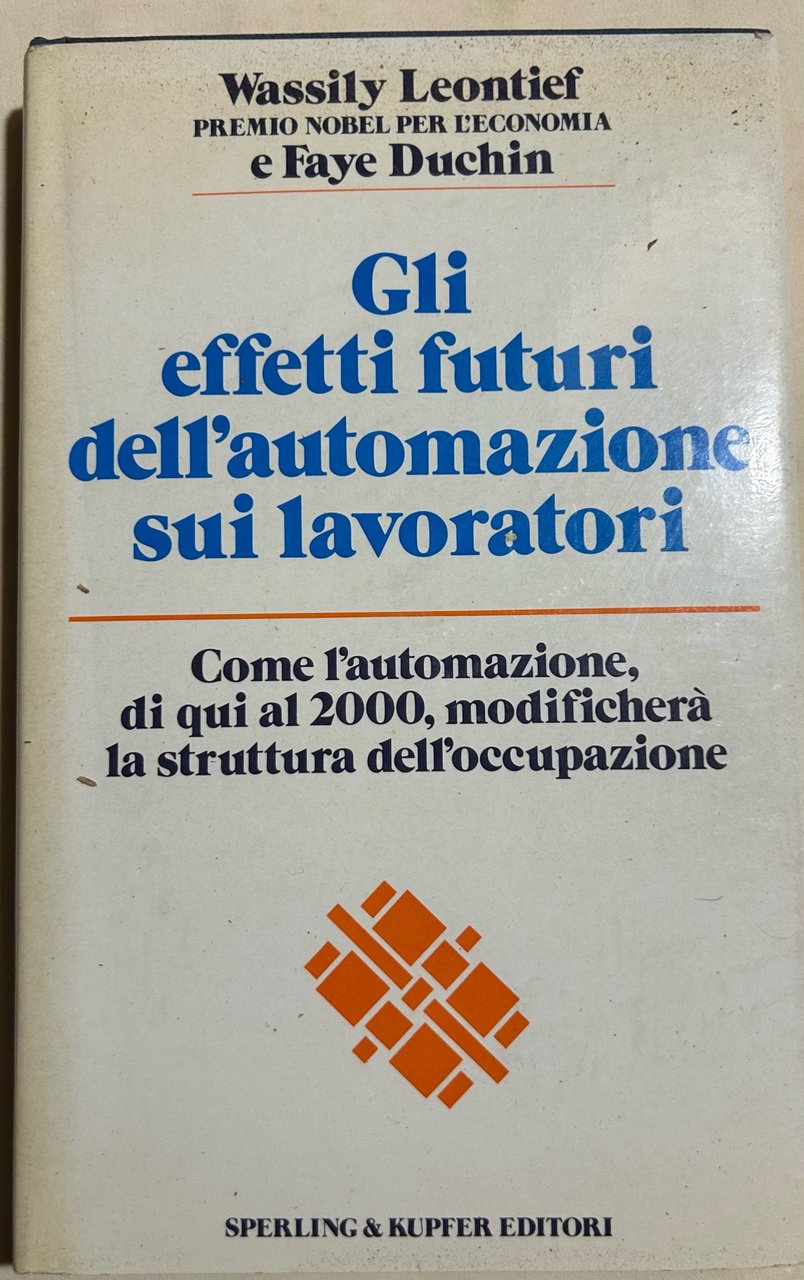 Wassily Leontief
PREMIO NOBEL PER L'ECONOMIA
e Faye Duchin
Gli
effetti futuri
dell'automazione
sui lavoratori
Come l'automazione,
di qui al 2000, modificherà
la struttura dell'occupazione
SPERLING & KUPFER EDITORI